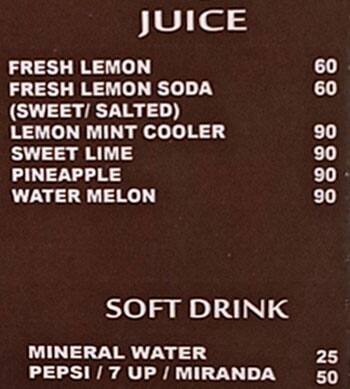 JUICE
FRESH LEMON 60
FRESH LEMON SODA 60
(SWEET/ SALTED)
LEMON MINT COOLER 90
SWEET LIME 90
PINEAPPLE 90
WATER MELON 90
SOFT DRINK
MINERAL WATER 25
PEPSI / 7 UP / MIRANDA 50